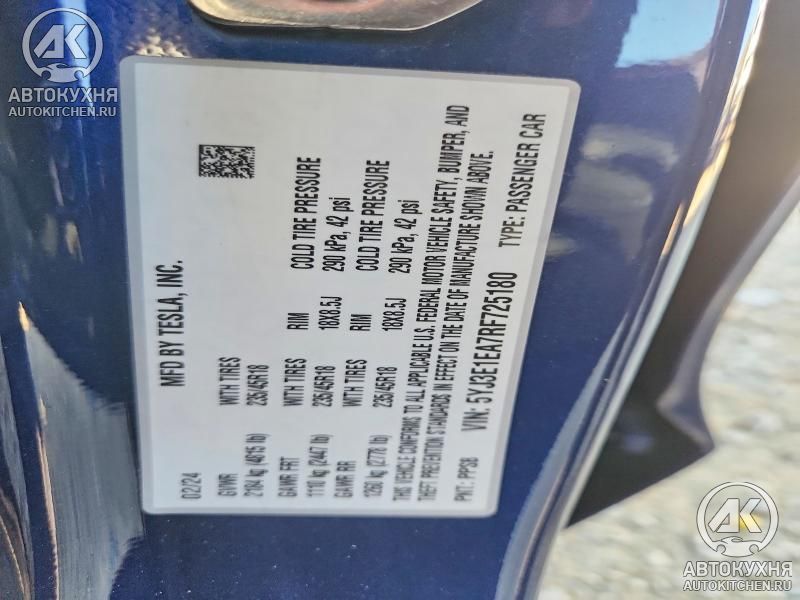 MFD BY TESLA, INC.
02/24
GVWR WITH TIRES RIM COLD TIRE PRESSURE
2184 kg (4815 lb) 235/45R18 18X8.5J 290 kPa, 42 psi
GAWR FRT WITH TIRES RIM COLD TIRE PRESSURE
1110 kg (2447 lb) 235/45R18 18X8.5J 290 kPa, 42 psi
GAWR RR WITH TIRES
1260 kg (2778 lb) 235/45R18
THIS VEHICLE CONFORMS TO ALL APPLICABLE U.S. FEDERAL MOTOR VEHICLE SAFETY, BUMPER, AND
THEFT PREVENTION STANDARDS IN EFFECT ON THE DATE OF MANUFACTURE SHOWN ABOVE.
VIN: 5YJ3E1EA7RF725180
PNT: PPSB TYPE: PASSENGER CAR
АК
АВТОКУХНЯ
AUTOKITCHEN.RU
АК
АВТОКУХНЯ
AUTOKITCHEN.RU